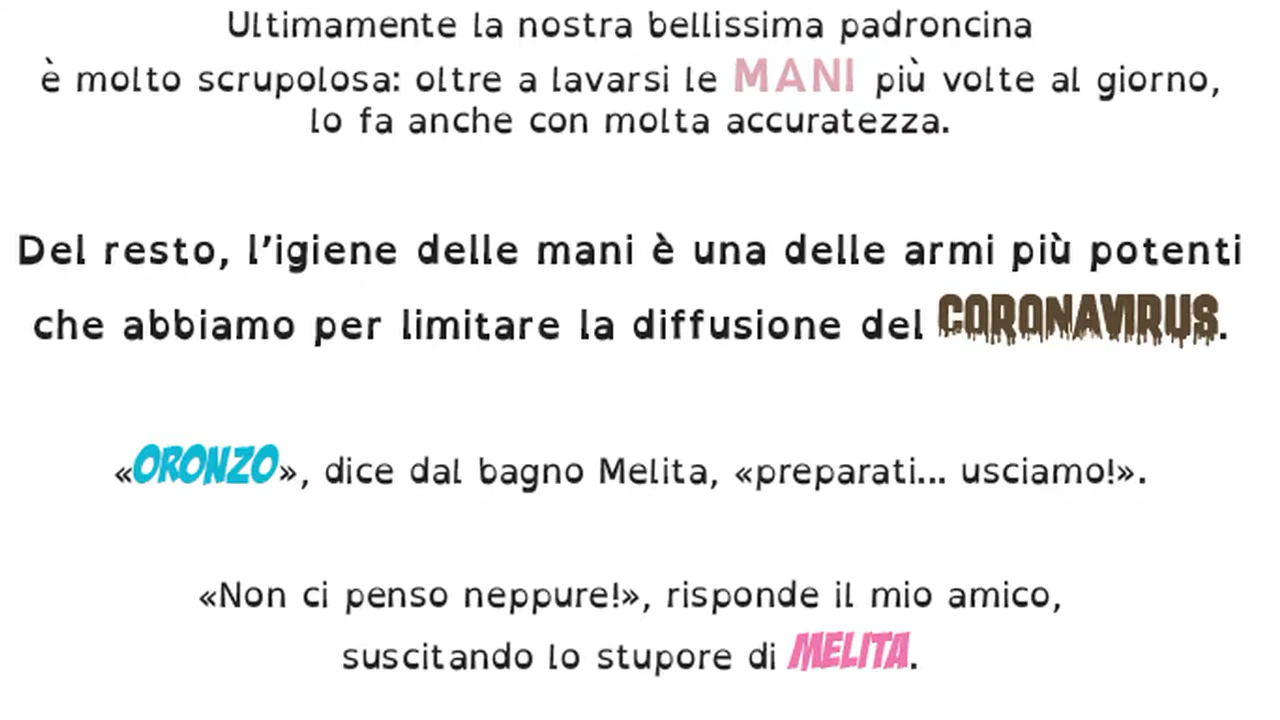 Ultimamente la nostra bellissima padroncina
è molto scrupolosa: oltre a lavarsi le MANI più volte al giorno,
lo fa anche con molta accuratezza.
Del resto, l’igiene delle mani è una delle armi più potenti
che abbiamo per limitare la diffusione del CORONAVIRUS.
«ORONZO», dice dal bagno Melita, «preparati... usciamo!».
«Non ci penso neppure!», risponde il mio amico,
suscitando lo stupore di MELITA.